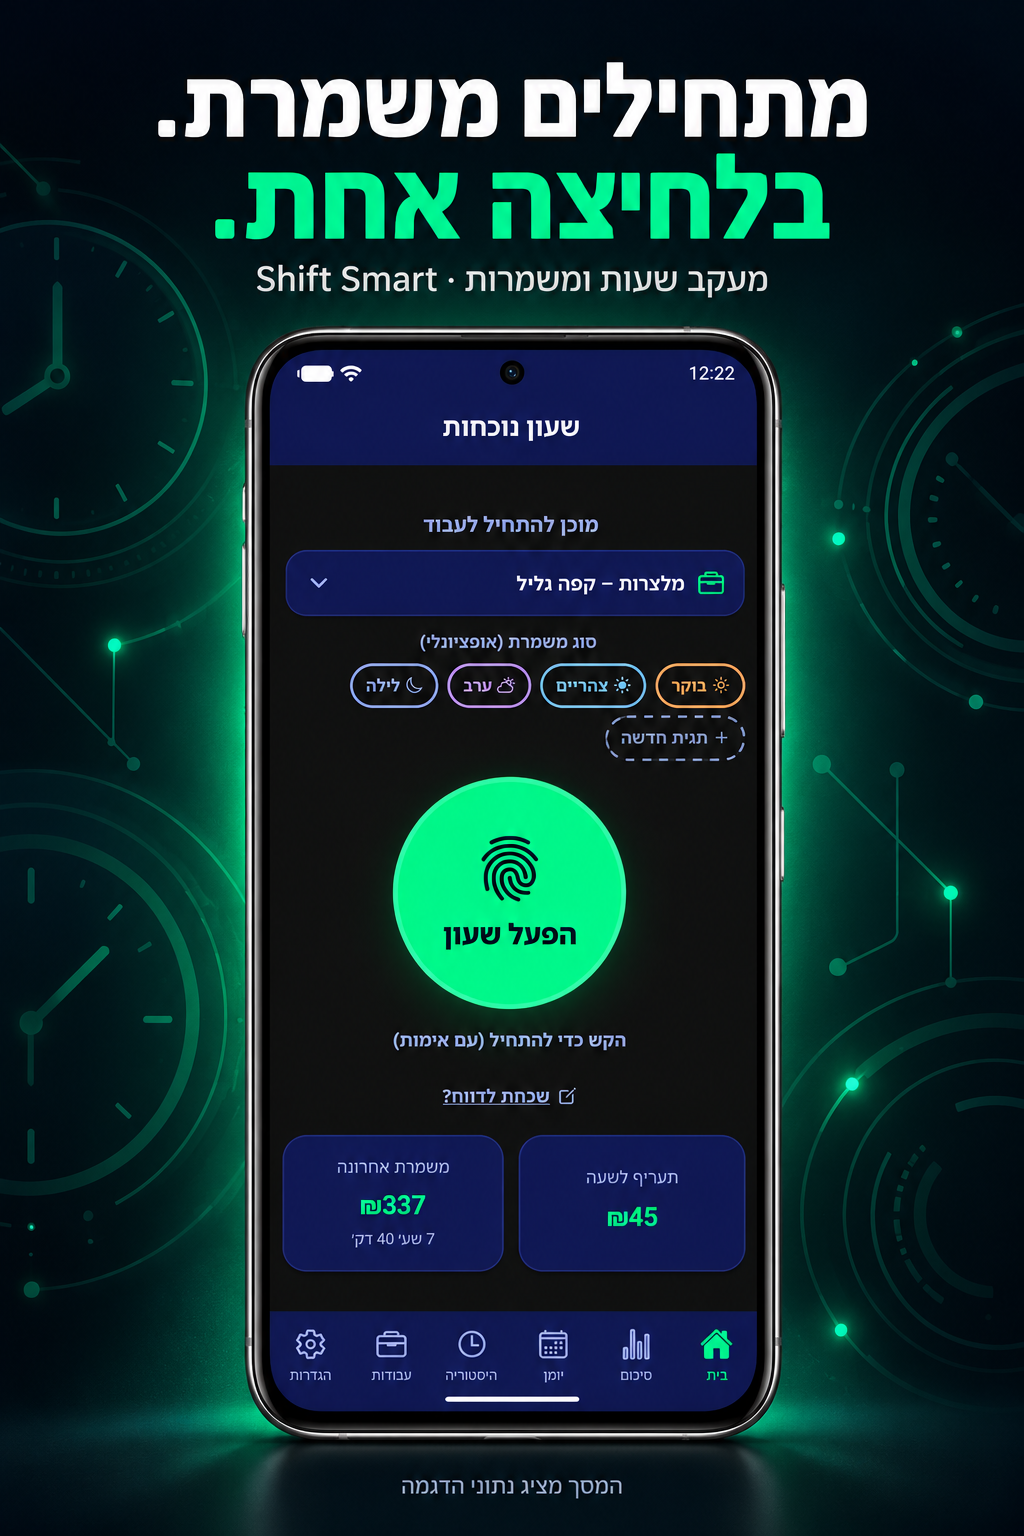 מתחילים משמרת.
בלחיצה אחת.
מעקב שעות ומשמרות · Shift Smart
12:22
שעון נוכחות
מוכן להתחיל לעבוד
מלצרות – קפה גליל
סוג משמרת (אופציונלי)
בוקר צהריים ערב לילה
+ תגית חדשה
הפעל שעון
הקש כדי להתחיל (עם אימות)
שכחת לדווח?
תעריף לשעה
₪45
משמרת אחרונה
₪337
7 שע' 40 דק'
בית סיכום יומן היסטוריה עבודות הגדרות
המסך מציג נתוני הדגמה